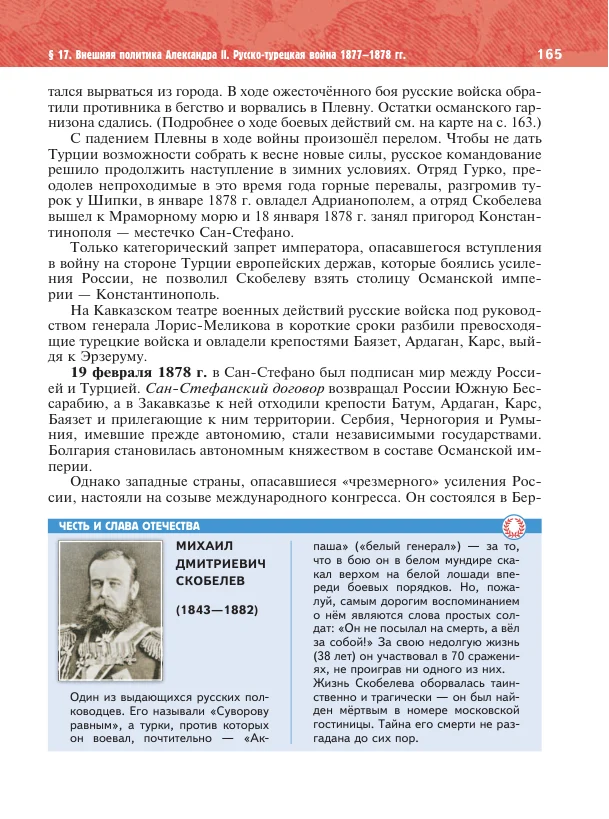 § 17. Внешняя политика Александра II. Русско-турецкая война 1877–1878 гг.
165
тался вырваться из города. В ходе ожесточённого боя русские войска обра-
тили противника в бегство и ворвались в Плевну. Остатки османского гар-
низона сдались. (Подробнее о ходе боевых действий см. на карте на с. 163.)
С падением Плевны в ходе войны произошёл перелом. Чтобы не дать
Турции возможности собрать к весне новые силы, русское командование
решило продолжить наступление в зимних условиях. Отряд Гурко, пре-
одолев непроходимые в это время года горные перевалы, разгромив ту-
рок у Шипки, в январе 1878 г. овладел Адрианополем, а отряд Скобелева
вышел к Мраморному морю и 18 января 1878 г. занял пригород Констан-
тинополя — местечко Сан-Стефано.
Только категорический запрет императора, опасавшегося вступления
в войну на стороне Турции европейских держав, которые боялись усиле-
ния России, не позволил Скобелеву взять столицу Османской импе-
рии — Константинополь.
На Кавказском театре военных действий русские войска под руковод-
ством генерала Лорис-Меликова в короткие сроки разбили превосходя-
щие турецкие войска и овладели крепостями Баязет, Ардаган, Карс, вый-
дя к Эрзеруму.
19 февраля 1878 г. в Сан-Стефано был подписан мир между Росси-
ей и Турцией. Сан-Стефанский договор возвращал России Южную Бес-
сарабию, а в Закавказье к ней отходили крепости Батум, Ардаган, Карс,
Баязет и прилегающие к ним территории. Сербия, Черногория и Румы-
ния, имевшие прежде автономию, стали независимыми государствами.
Болгария становилась автономным княжеством в составе Османской им-
перии.
Однако западные страны, опасавшиеся «чрезмерного» усиления Рос-
сии, настояли на созыве международного конгресса. Он состоялся в Бер-
ЧЕСТЬ И СЛАВА ОТЕЧЕСТВА
МИХАИЛ
ДМИТРИЕВИЧ
СКОБЕЛЕВ
(1843—1882)
Один из выдающихся русских пол-
ководцев. Его называли «Суворову
равным», а турки, против которых
он воевал, почтительно — «Ак-
паша» («белый генерал») — за то,
что в бою он в белом мундире ска-
кал верхом на белой лошади впе-
реди боевых порядков. Но, пожа-
луй, самым дорогим воспоминанием
о нём являются слова простых сол-
дат: «Он не посылал на смерть, а вёл
за собой!» За свою недолгую жизнь
(38 лет) он участвовал в 70 сражени-
ях, не проиграв ни одного из них.
Жизнь Скобелева оборвалась таин-
ственно и трагически — он был най-
ден мёртвым в номере московской
гостиницы. Тайна его смерти не раз-
гадана до сих пор.